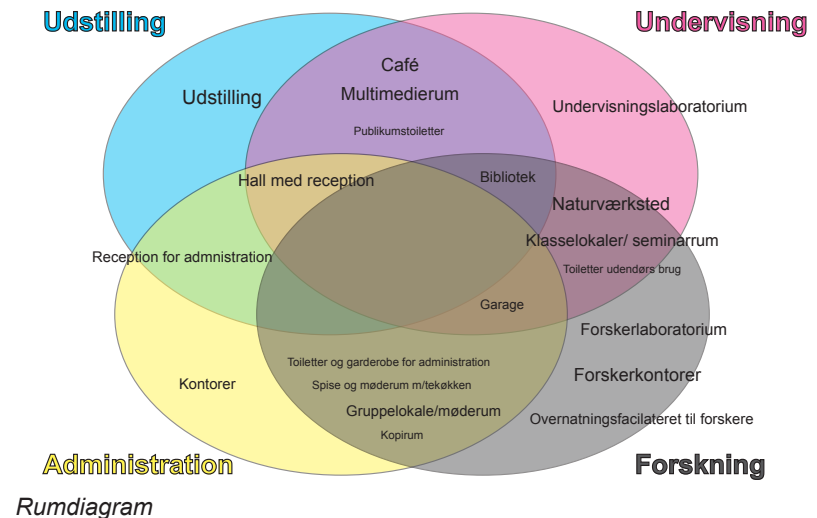 Udstilling
Undervisning
Café
Udstilling
Multimedierum
Undervisningslaboratorium
Publikumstoiletter
Hall med reception
Bibliotek
Naturværksted
Klasselokaler/ seminarrum
Reception for admnistration
Toiletter udendørs brug
Garage
Forskerlaboratorium
Toiletter og garderobe for administration
Kontorer
Spise og møderum m/tekøkken
Forskerkontorer
Gruppelokale/møderum
Overnatningsfacilateret til forskere
Kopirum
Administration
Forskning
Rumdiagram